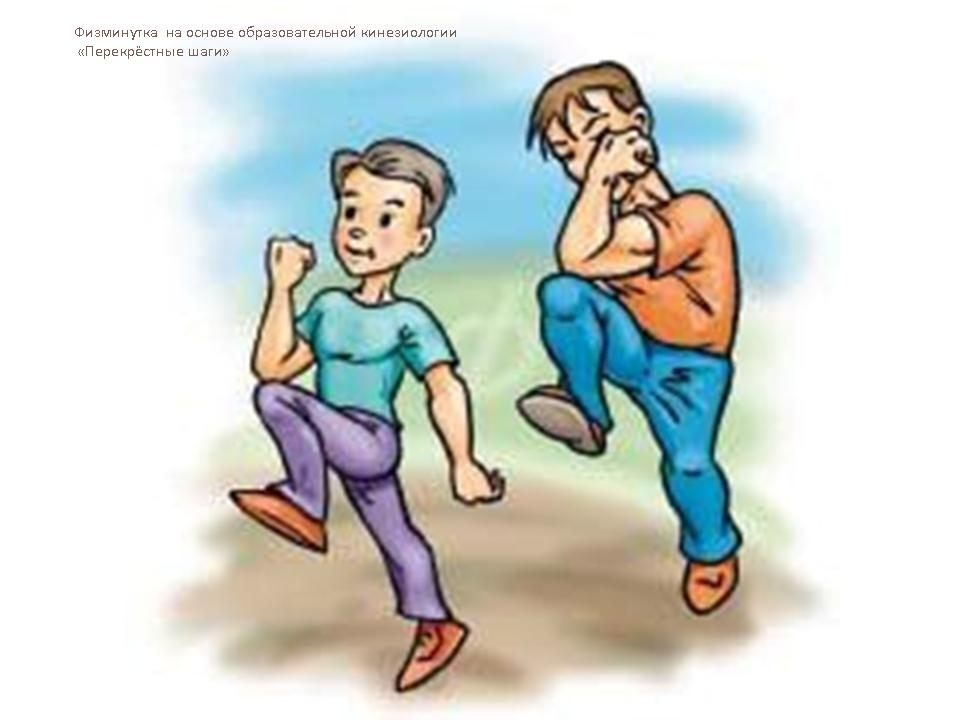 Физминутка на основе образовательной кинезиологии
«Перекрёстные шаги»